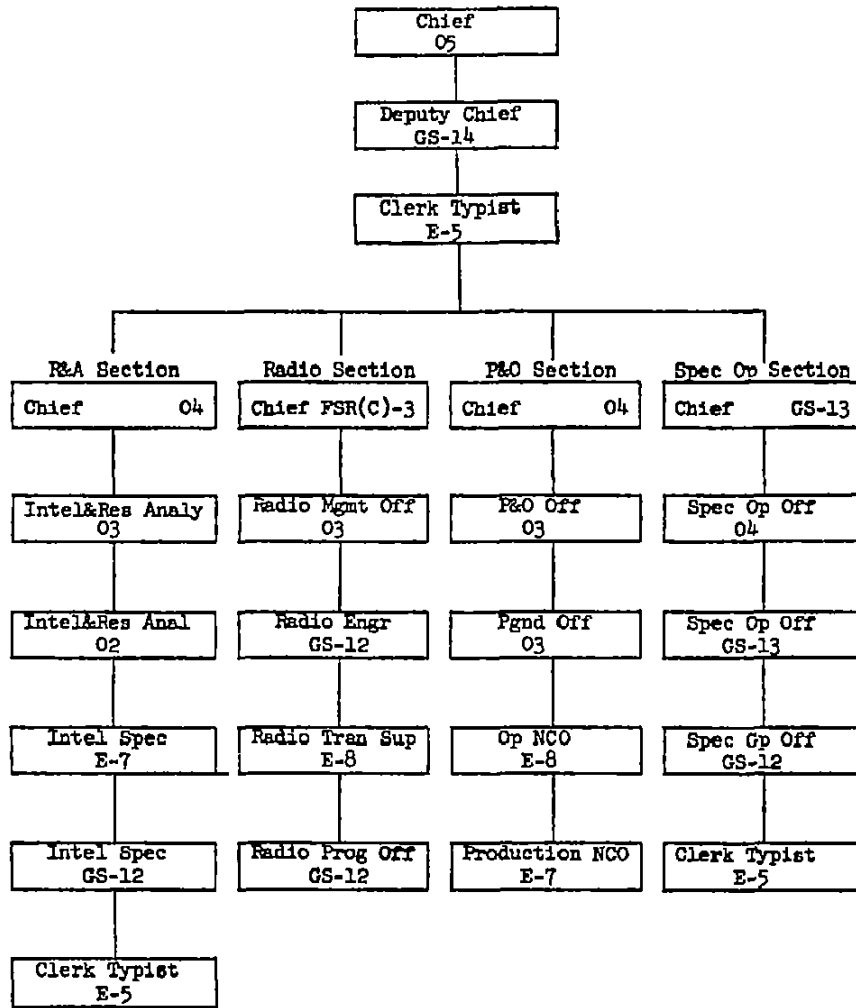 Chief
O5
Deputy Chief
GS-14
Clerk Typist
E-5
R&A Section
Chief O4
Intel&Res Analy
O3
Intel&Res Anal
O2
Intel Spec
E-7
Intel Spec
GS-12
Clerk Typist
E-5
Radio Section
Chief FSR(C)-3
Radio Mgmt Off
O3
Radio Engr
GS-12
Radio Tran Sup
E-8
Radio Prog Off
GS-12
P&O Section
Chief O4
P&O Off
O3
Pgnd Off
O3
Op NCO
E-8
Production NCO
E-7
Spec Op Section
Chief GS-13
Spec Op Off
O4
Spec Op Off
GS-13
Spec Gp Off
GS-12
Clerk Typist
E-5